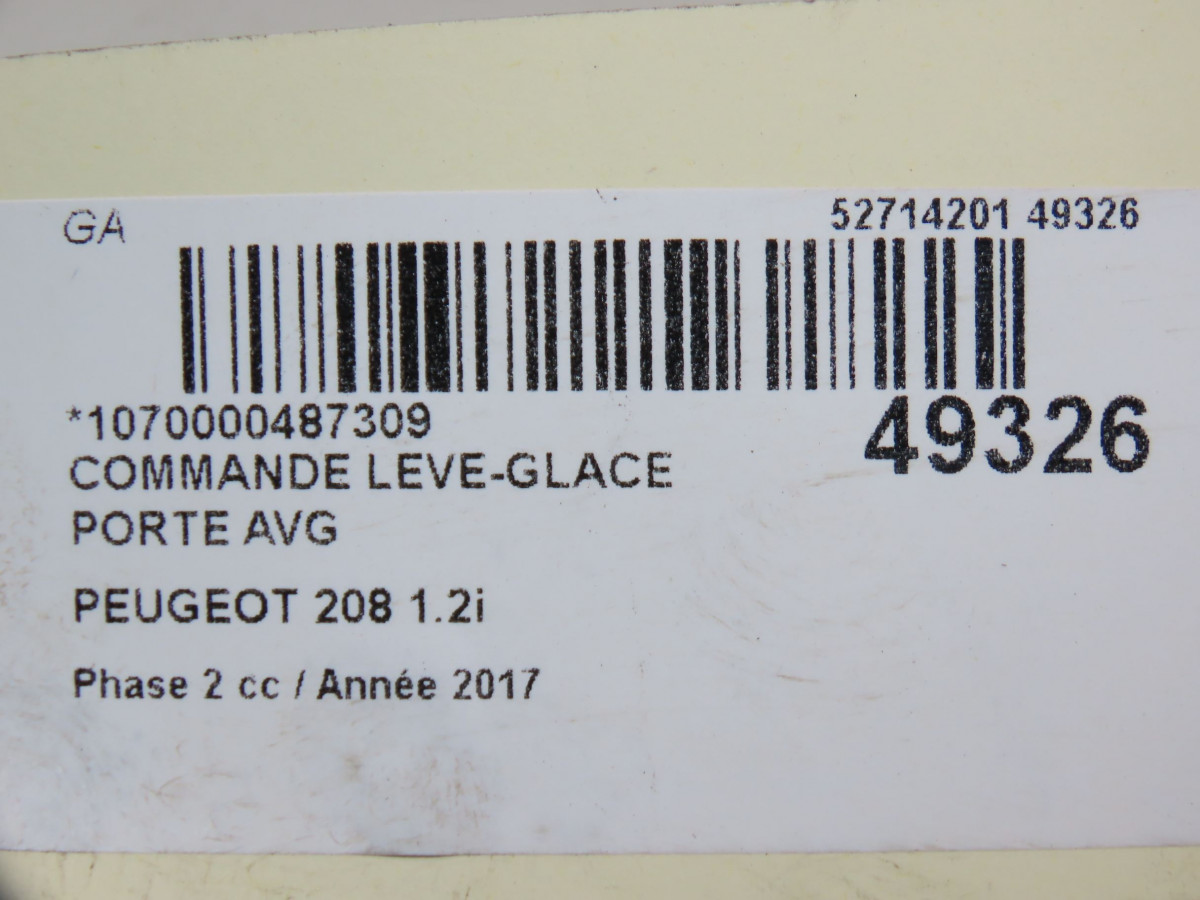 GA
52714201 49326
*1070000487309
49326
COMMANDE LEVE-GLACE
PORTE AVG
PEUGEOT 208 1.2i
Phase 2 cc / Année 2017